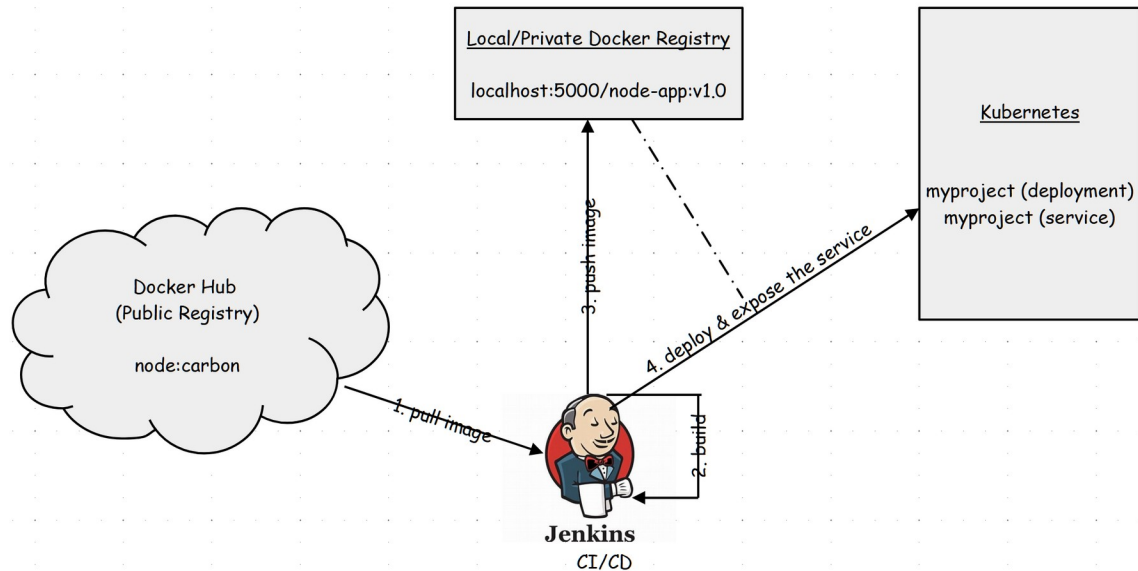 Local/Private Docker Registry
localhost:5000/node-app:v1.0
Kubernetes
myproject (deployment)
myproject (service)
Docker Hub
(Public Registry)
node:carbon
1. pull image
2. build
3. push image
4. deploy & expose the service
Jenkins
CI/CD